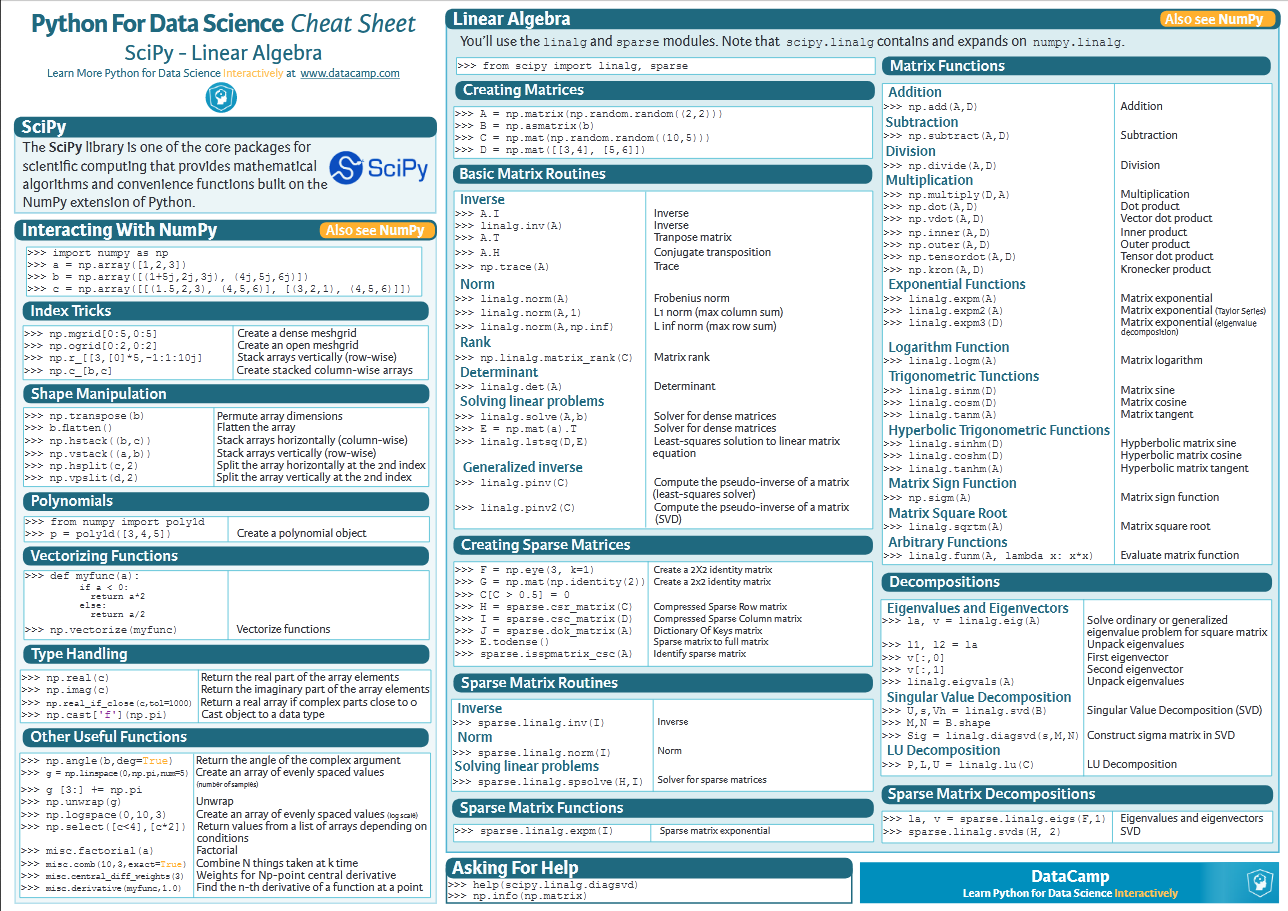 Python For Data Science Cheat Sheet
SciPy - Linear Algebra
Learn More Python for Data Science Interactively at www.datacamp.com
SciPy
The SciPy library is one of the core packages for
scientific computing that provides mathematical
algorithms and convenience functions built on the
NumPy extension of Python.
SciPy
Interacting With NumPy
Also see NumPy
>>> import numpy as np
>>> a = np.array([1,2,3])
>>> b = np.array([(1+5j,2j,3j), (4j,5j,6j)])
>>> c = np.array([[(1.5,2,3), (4,5,6)], [(3,2,1), (4,5,6)]])
Index Tricks
>>> np.mgrid[0:5,0:5] Create a dense meshgrid
>>> np.ogrid[0:2,0:2] Create an open meshgrid
>>> np.r_[[3,[0]*5,-1:1:10j] Stack arrays vertically (row-wise)
>>> np.c_[b,c] Create stacked column-wise arrays
Shape Manipulation
>>> np.transpose(b) Permute array dimensions
>>> b.flatten() Flatten the array
>>> np.hstack((b,c)) Stack arrays horizontally (column-wise)
>>> np.vstack((a,b)) Stack arrays vertically (row-wise)
>>> np.hsplit(c,2) Split the array horizontally at the 2nd index
>>> np.vpslit(d,2) Split the array vertically at the 2nd index
Polynomials
>>> from numpy import poly1d
>>> p = poly1d([3,4,5]) Create a polynomial object
Vectorizing Functions
>>> def myfunc(a):
if a < 0:
return a*2
else:
return a/2
>>> np.vectorize(myfunc) Vectorize functions
Type Handling
>>> np.real(c) Return the real part of the array elements
>>> np.imag(c) Return the imaginary part of the array elements
>>> np.real_if_close(c,tol=1000) Return a real array if complex parts close to 0
>>> np.cast['f'](np.pi) Cast object to a data type
Other Useful Functions
>>> np.angle(b,deg=True) Return the angle of the complex argument
>>> g = np.linspace(0,np.pi,num=5) Create an array of evenly spaced values
(number of samples)
>>> g [3:] += np.pi
>>> np.unwrap(g) Unwrap
>>> np.logspace(0,10,3) Create an array of evenly spaced values (log scale)
>>> np.select([c<4],[c*2]) Return values from a list of arrays depending on
conditions
>>> misc.factorial(a) Factorial
>>> misc.comb(10,3,exact=True) Combine N things taken at k time
>>> misc.central_diff_weights(3) Weights for Np-point central derivative
>>> misc.derivative(myfunc,1.0) Find the n-th derivative of a function at a point
Linear Algebra
Also see NumPy
You'll use the linalg and sparse modules. Note that scipy.linalg contains and expands on numpy.linalg.
>>> from scipy import linalg, sparse
Creating Matrices
>>> A = np.matrix(np.random.random((2,2)))
>>> B = np.asmatrix(b)
>>> C = np.mat(np.random.random((10,5)))
>>> D = np.mat([[3,4], [5,6]])
Basic Matrix Routines
Inverse
>>> A.I Inverse
>>> linalg.inv(A) Inverse
>>> A.T Tranpose matrix
>>> A.H Conjugate transposition
>>> np.trace(A) Trace
Norm
>>> linalg.norm(A) Frobenius norm
>>> linalg.norm(A,1) L1 norm (max column sum)
>>> linalg.norm(A,np.inf) L inf norm (max row sum)
Rank
>>> np.linalg.matrix_rank(C) Matrix rank
Determinant
>>> linalg.det(A) Determinant
Solving linear problems
>>> linalg.solve(A,b) Solver for dense matrices
>>> E = np.mat(a).T Solver for dense matrices
>>> linalg.lstsq(D,E) Least-squares solution to linear matrix
equation
Generalized inverse
>>> linalg.pinv(C) Compute the pseudo-inverse of a matrix
(least-squares solver)
>>> linalg.pinv2(C) Compute the pseudo-inverse of a matrix
(SVD)
Creating Sparse Matrices
>>> F = np.eye(3, k=1) Create a 2X2 identity matrix
>>> G = np.mat(np.identity(2)) Create a 2x2 identity matrix
>>> C[C > 0.5] = 0
>>> H = sparse.csr_matrix(C) Compressed Sparse Row matrix
>>> I = sparse.csc_matrix(D) Compressed Sparse Column matrix
>>> J = sparse.dok_matrix(A) Dictionary Of Keys matrix
>>> E.todense() Sparse matrix to full matrix
>>> sparse.isspmatrix_csc(A) Identify sparse matrix
Sparse Matrix Routines
Inverse
>>> sparse.linalg.inv(I) Inverse
Norm
>>> sparse.linalg.norm(I) Norm
Solving linear problems
>>> sparse.linalg.spsolve(H,I) Solver for sparse matrices
Sparse Matrix Functions
>>> sparse.linalg.expm(I) Sparse matrix exponential
Asking For Help
>>> help(scipy.linalg.diagsvd)
>>> np.info(np.matrix)
Matrix Functions
Addition
>>> np.add(A,D) Addition
Subtraction
>>> np.subtract(A,D) Subtraction
Division
>>> np.divide(A,D) Division
Multiplication
>>> np.multiply(D,A) Multiplication
>>> np.dot(A,D) Dot product
>>> np.vdot(A,D) Vector dot product
>>> np.inner(A,D) Inner product
>>> np.outer(A,D) Outer product
>>> np.tensordot(A,D) Tensor dot product
>>> np.kron(A,D) Kronecker product
Exponential Functions
>>> linalg.expm(A) Matrix exponential
>>> linalg.expm2(A) Matrix exponential (Taylor Series)
>>> linalg.expm3(D) Matrix exponential (eigenvalue
decomposition)
Logarithm Function
>>> linalg.logm(A) Matrix logarithm
Trigonometric Tunctions
>>> linalg.sinm(D) Matrix sine
>>> linalg.cosm(D) Matrix cosine
>>> linalg.tanm(A) Matrix tangent
Hyperbolic Trigonometric Functions
>>> linalg.sinhm(D) Hypberbolic matrix sine
>>> linalg.coshm(D) Hyperbolic matrix cosine
>>> linalg.tanhm(A) Hyperbolic matrix tangent
Matrix Sign Function
>>> np.sigm(A) Matrix sign function
Matrix Square Root
>>> linalg.sqrtm(A) Matrix square root
Arbitrary Functions
>>> linalg.funm(A, lambda x: x*x) Evaluate matrix function
Decompositions
Eigenvalues and Eigenvectors
>>> la, v = linalg.eig(A) Solve ordinary or generalized
eigenvalue problem for square matrix
>>> l1, l2 = la Unpack eigenvalues
>>> v[:,0] First eigenvector
>>> v[:,1] Second eigenvector
>>> linalg.eigvals(A) Unpack eigenvalues
Singular Value Decomposition
>>> U,s,Vh = linalg.svd(B) Singular Value Decomposition (SVD)
>>> M,N = B.shape
>>> Sig = linalg.diagsvd(s,M,N) Construct sigma matrix in SVD
LU Decomposition
>>> P,L,U = linalg.lu(C) LU Decomposition
Sparse Matrix Decompositions
>>> la, v = sparse.linalg.eigs(F,1) Eigenvalues and eigenvectors
>>> sparse.linalg.svds(H, 2) SVD
DataCamp
Learn Python for Data Science Interactively